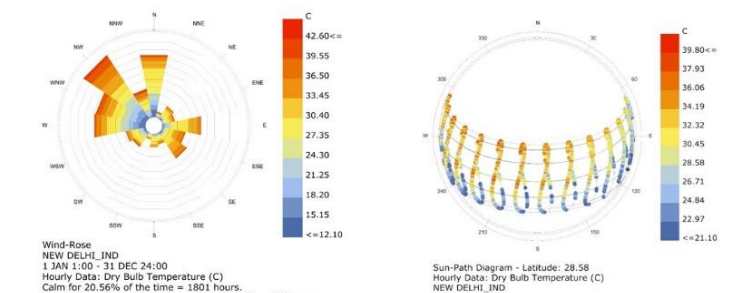 N
NNW
NNE
NW
NE
WNW
ENE
W
E
WSW
ESE
SW
SE
SSW
SSE
S
C
42.60<=
39.55
36.50
33.45
30.40
27.35
24.30
21.25
18.20
15.15
<=12.10
Wind-Rose
NEW DELHI_IND
1 JAN 1:00 - 31 DEC 24:00
Hourly Data: Dry Bulb Temperature (C)
Calm for 20.56% of the time = 1801 hours.
N
330
30
300
60
W
E
120
210
150
S
C
39.80<=
37.93
36.06
34.19
32.32
30.45
28.58
26.71
24.84
22.97
<=21.10
Sun-Path Diagram - Latitude: 28.58
Hourly Data: Dry Bulb Temperature (C)
NEW DELHI_IND